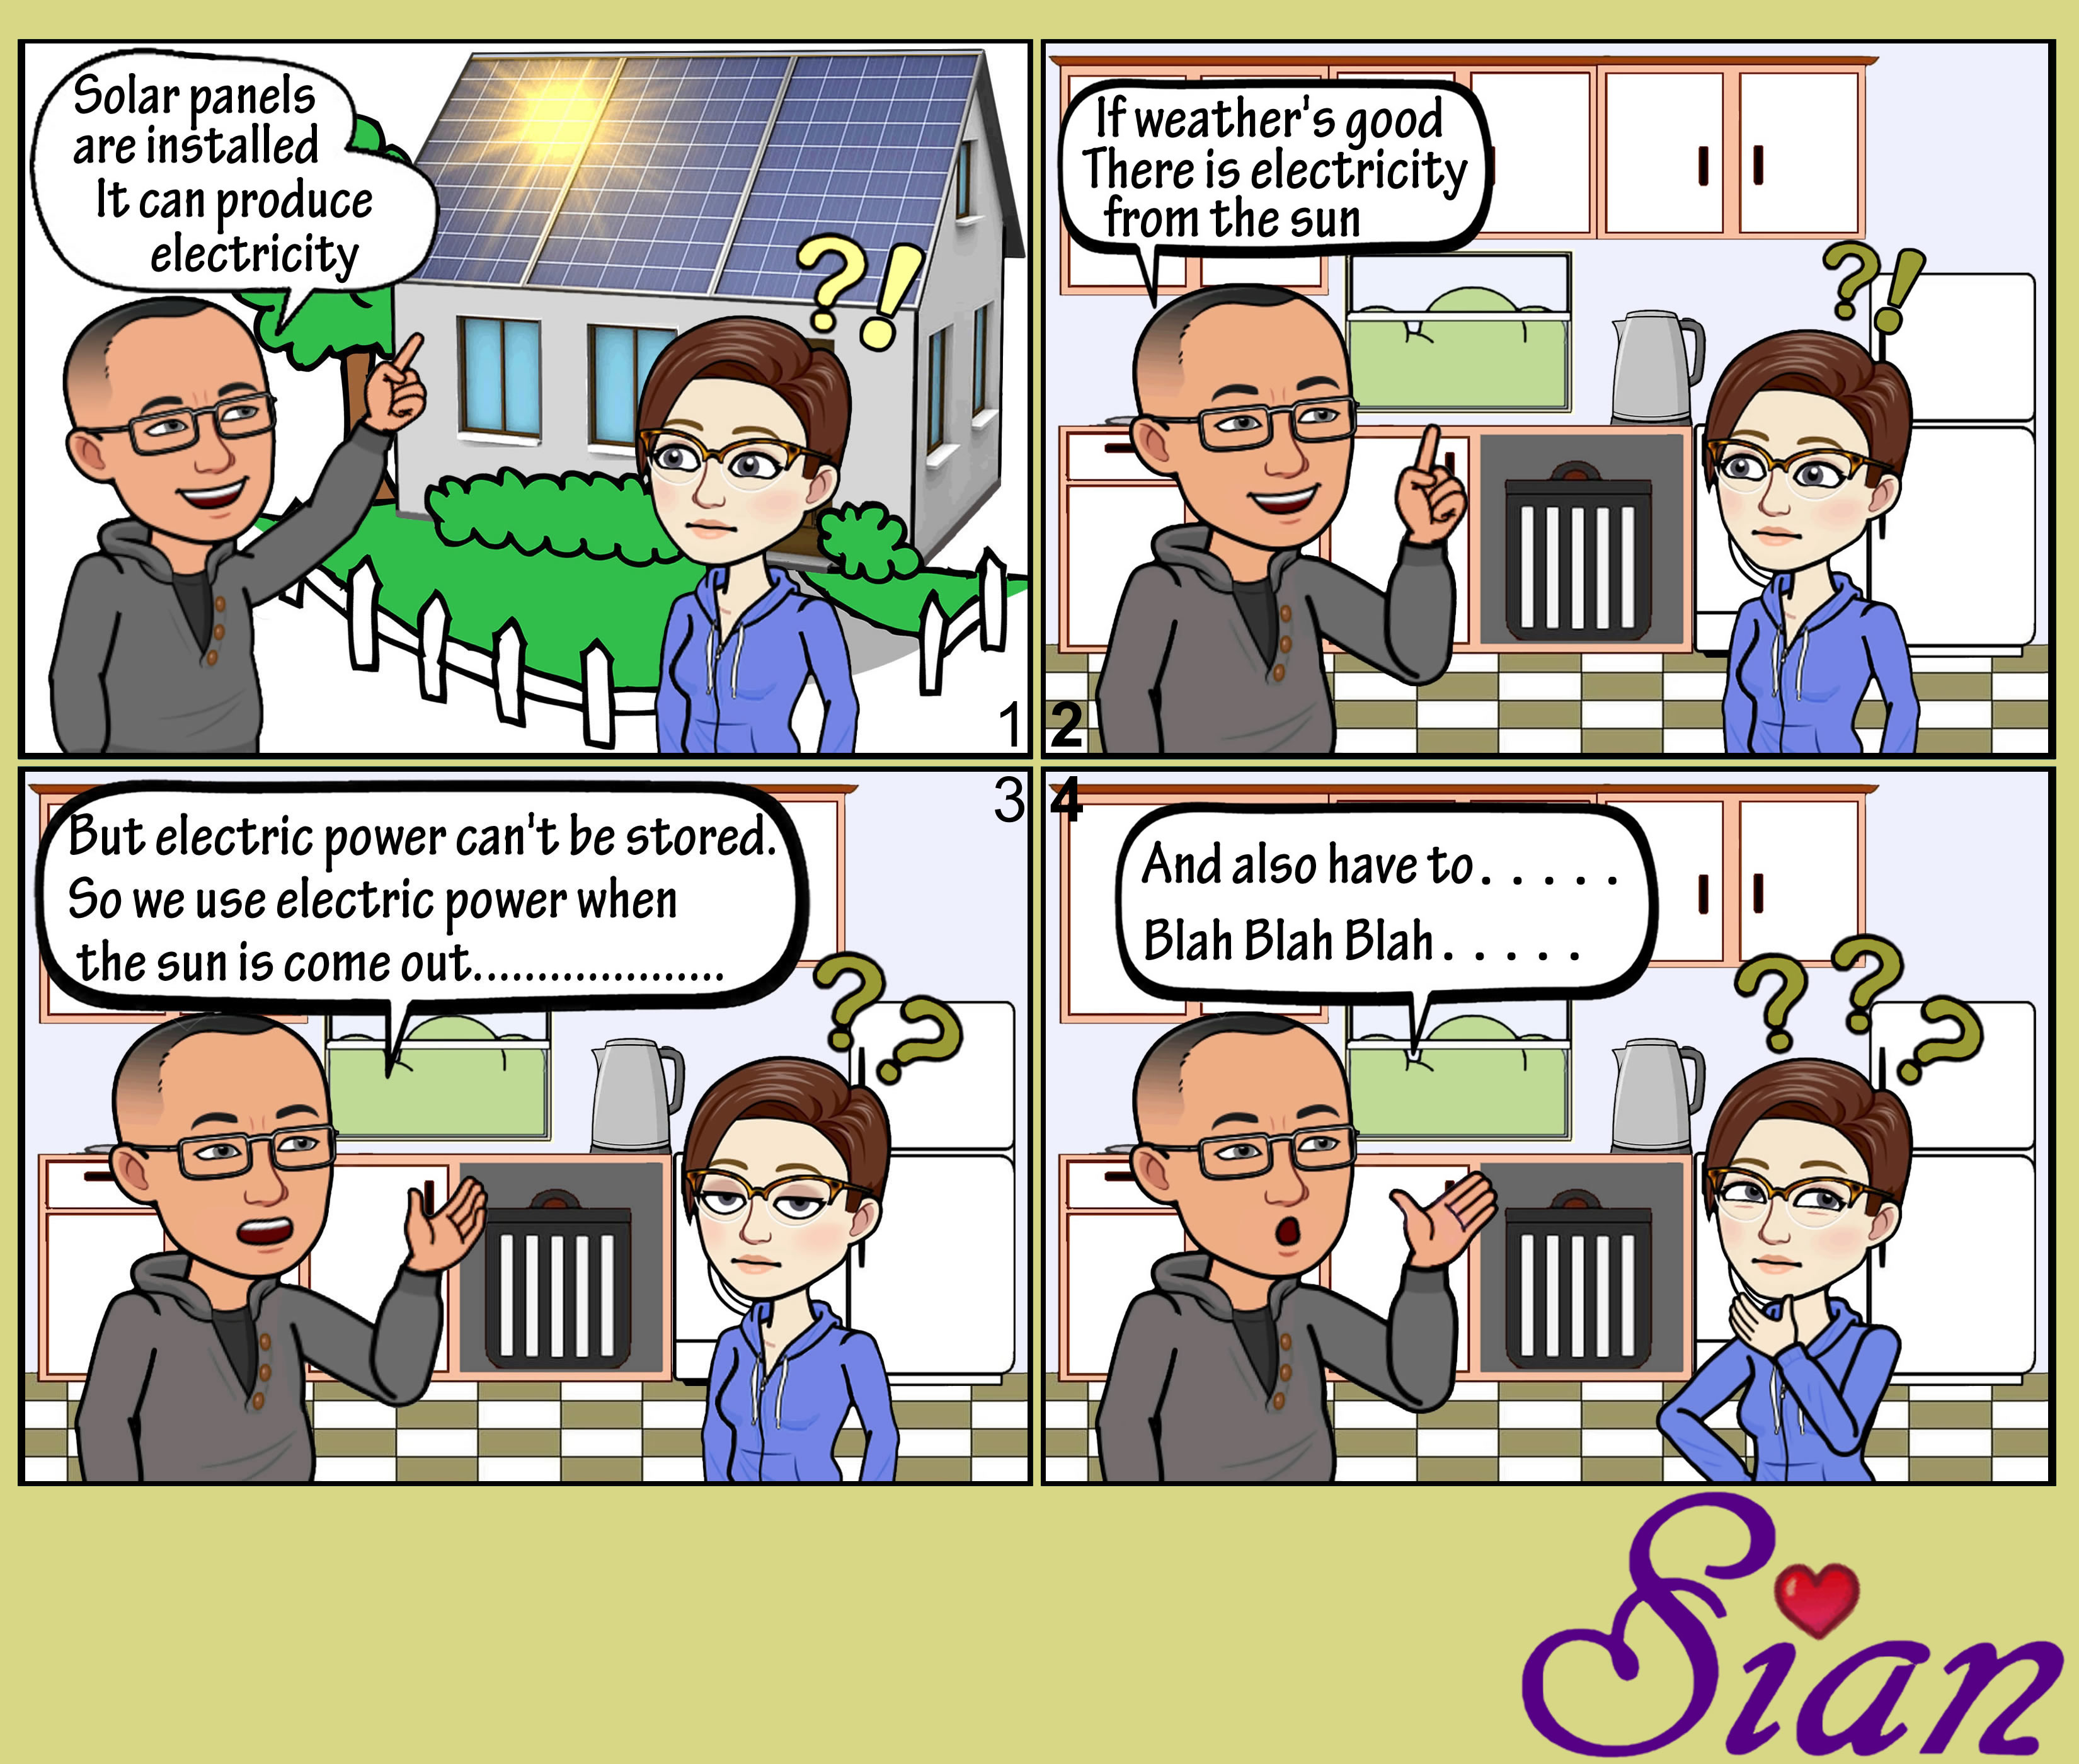 Solar panels
are installed
It can produce
electricity
?!
1
If weather's good
There is electricity
from the sun
?!
2
But electric power can't be stored.
So we use electric power when
the sun is come out....................
? ?
3
4
And also have to . . . . .
Blah Blah Blah . . . . .
? ? ?
Sian